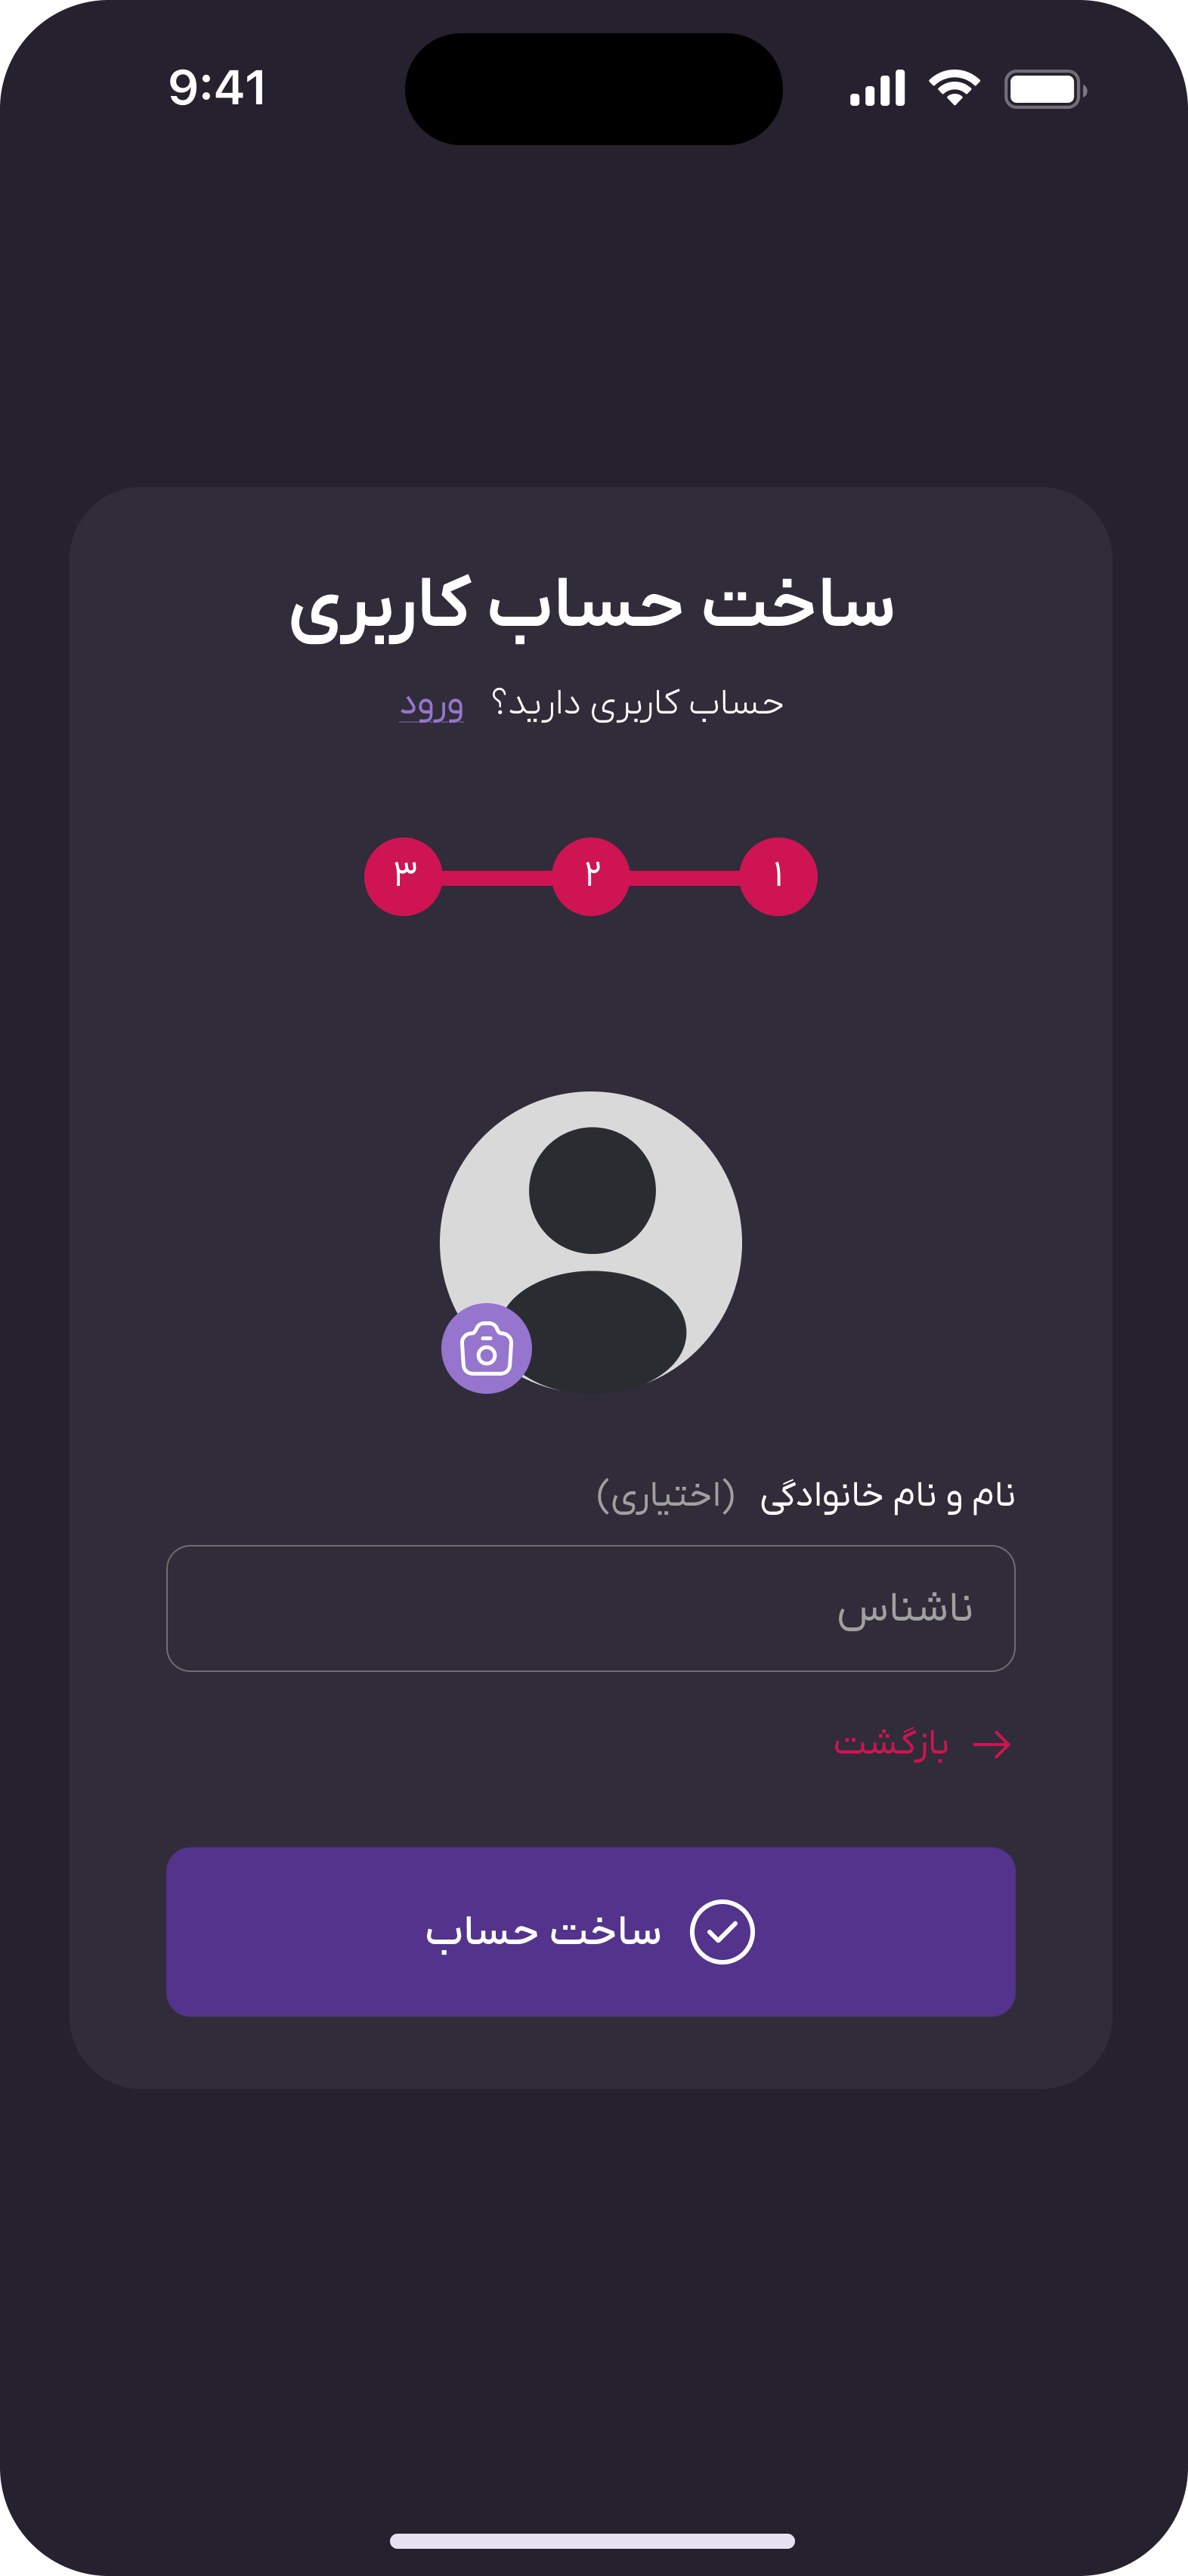 9:41
ساخت حساب کاربری
حساب کاربری دارید؟ ورود
۱ ۲ ۳
نام و نام خانوادگی (اختیاری)
ناشناس
بازگشت
ساخت حساب